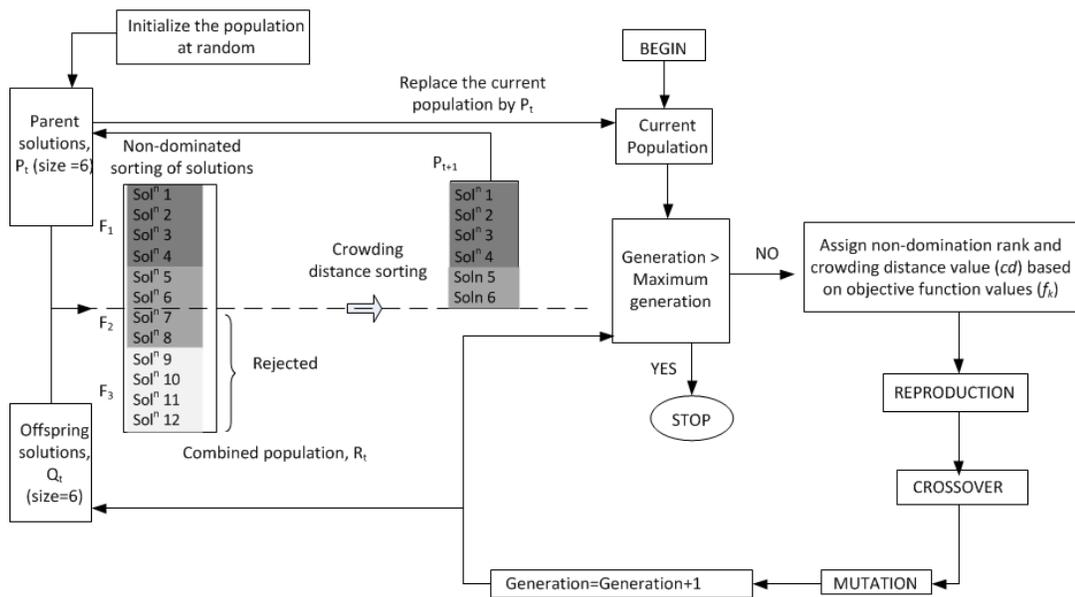 Initialize the population
at random
BEGIN
Replace the current
population by Pt
Parent
solutions,
Pt (size =6)
Current
Population
Non-dominated
sorting of solutions
Pt+1
F1
Solⁿ 1
Solⁿ 2
Solⁿ 3
Solⁿ 4
Solⁿ 5
Solⁿ 6
F2
Solⁿ 7
Solⁿ 8
F3
Solⁿ 9
Solⁿ 10
Solⁿ 11
Solⁿ 12
Crowding
distance sorting
Solⁿ 1
Solⁿ 2
Solⁿ 3
Solⁿ 4
Soln 5
Soln 6
Rejected
Combined population, Rt
Offspring
solutions,
Qt
(size=6)
Generation >
Maximum
generation
NO
Assign non-domination rank and
crowding distance value (cd) based
on objective function values (fk)
YES
STOP
REPRODUCTION
CROSSOVER
MUTATION
Generation=Generation+1